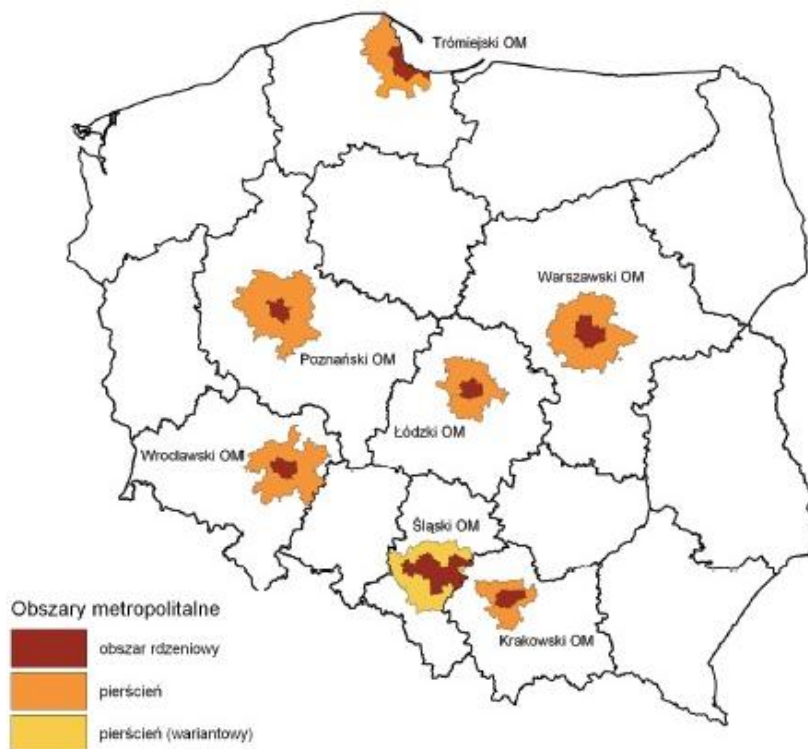 Trómiejski OM
Warszawski OM
Poznański OM
Łódzki OM
Wrocławski OM
Śląski OM
Krakowski OM
Obszary metropolitalne
obszar rdzeniowy
pierścień
pierścień (wariantowy)